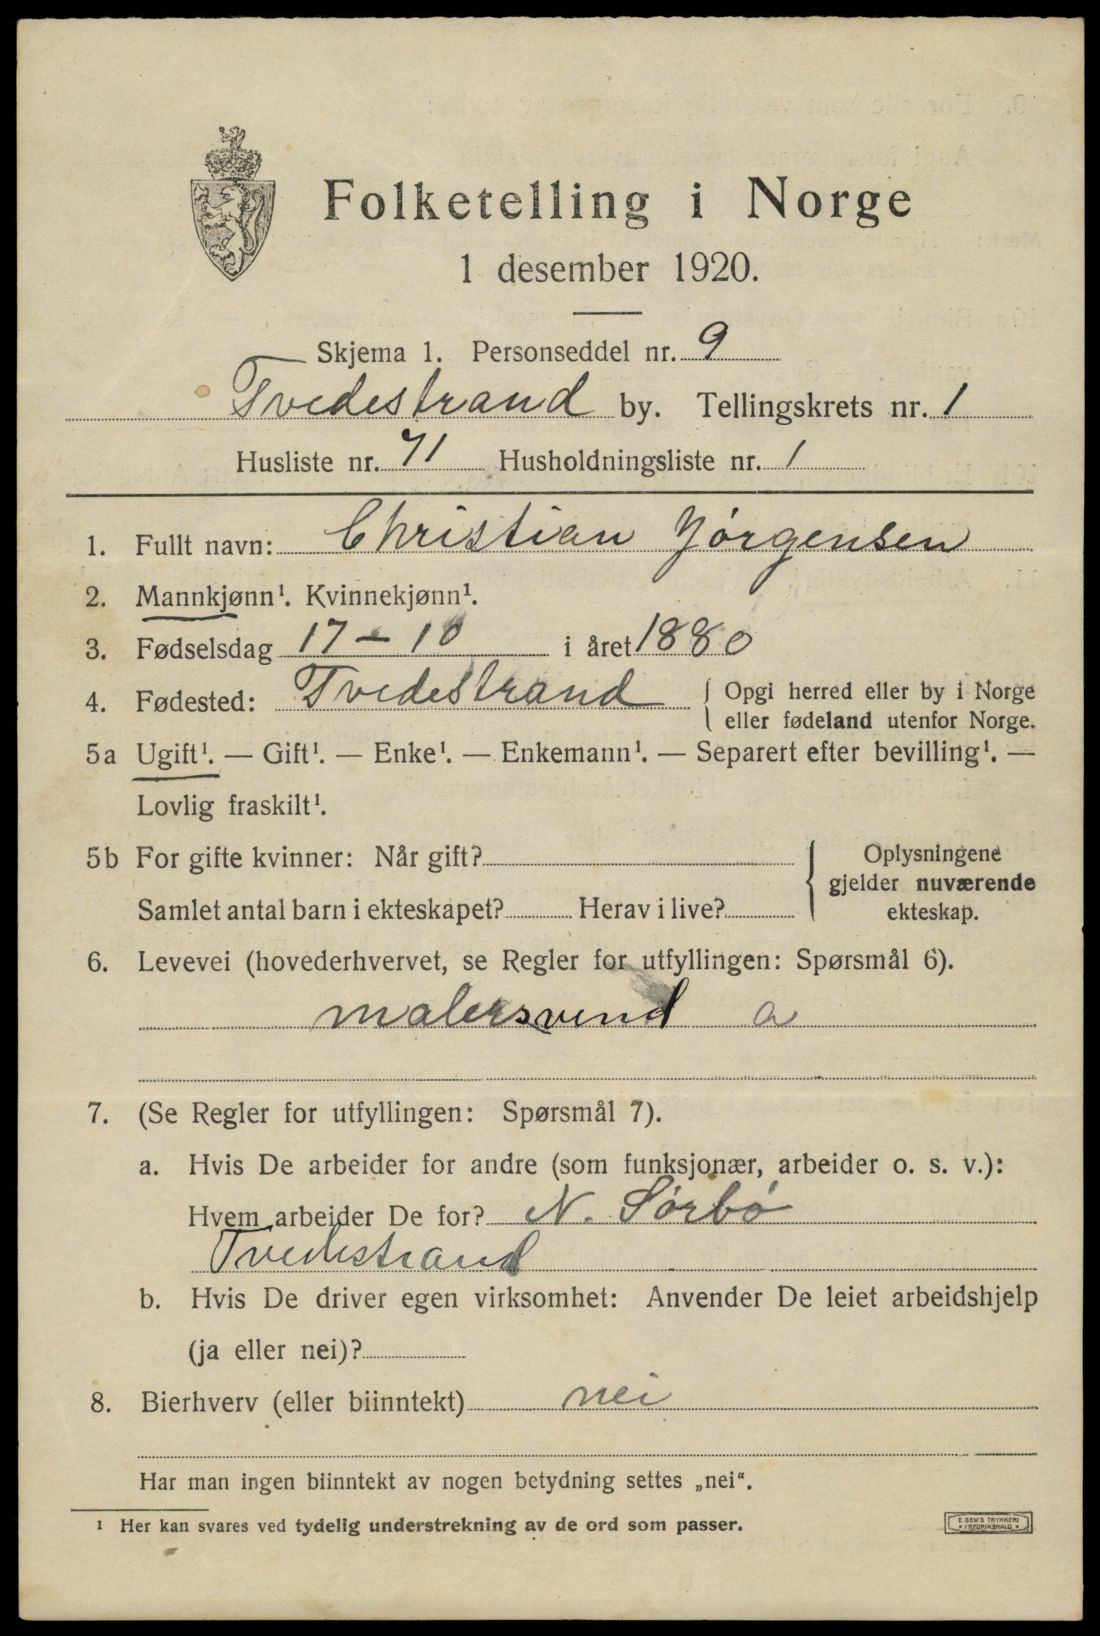 Folketelling i Norge
1 desember 1920.
Skjema 1. Personseddel nr. 9
Tvedestrand by. Tellingskrets nr. 1
Husliste nr. 71 Husholdningsliste nr. 1
1. Fullt navn: Christian Jørgensen
2. Mannkjønn¹. Kvinnekjønn¹.
3. Fødselsdag 17 – 10 i året 1880
4. Fødested: Tvedestrand { Opgi herred eller by i Norge
eller fødeland utenfor Norge.
5a Ugift¹. — Gift¹. — Enke¹. — Enkemann¹. — Separert efter bevilling¹. —
Lovlig fraskilt¹.
5b For gifte kvinner: Når gift?
Samlet antal barn i ekteskapet? Herav i live?
{ Oplysningene
gjelder nuværende
ekteskap.
6. Levevei (hovederhvervet, se Regler for utfyllingen: Spørsmål 6).
malersvend a
7. (Se Regler for utfyllingen: Spørsmål 7).
a. Hvis De arbeider for andre (som funksjonær, arbeider o. s. v.):
Hvem arbeider De for? N. Sørbø
Tvedestrand
b. Hvis De driver egen virksomhet: Anvender De leiet arbeidshjelp
(ja eller nei)?
8. Bierhverv (eller biinntekt) nei
Har man ingen biinntekt av nogen betydning settes „nei“.
¹ Her kan svares ved tydelig understrekning av de ord som passer.
E. SEM'S TRYKKERI
FREDRIKSHALD